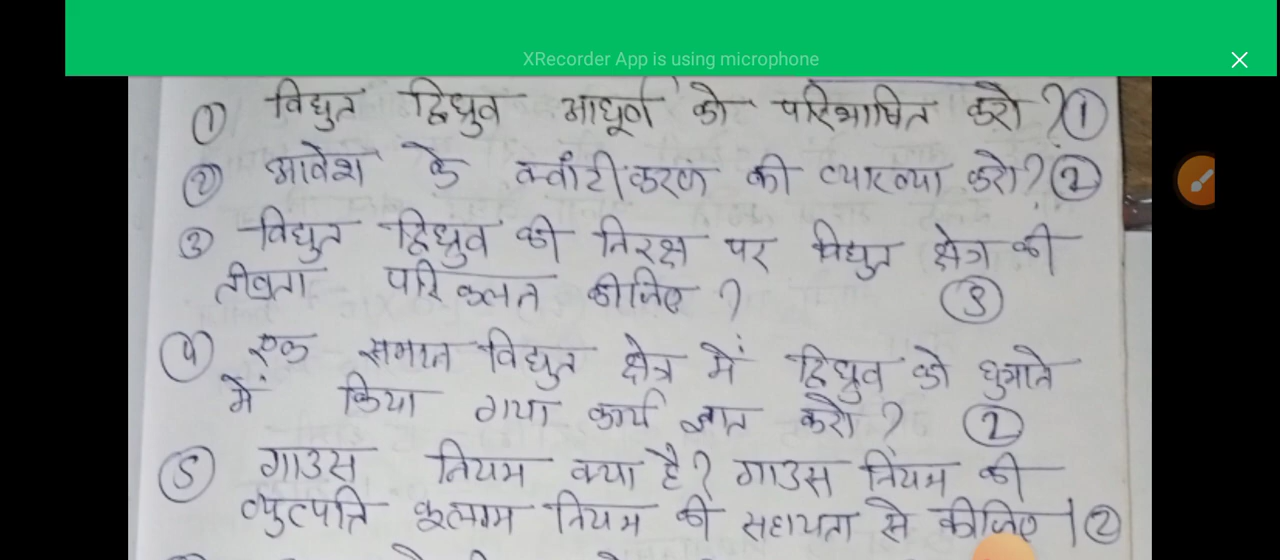 XRecorder App is using microphone
① विद्युत द्विध्रुव आघूर्ण को परिभाषित करो ? ①
② आवेश के क्वांटीकरण की व्याख्या करो? ②
③ विद्युत द्विध्रुव की निरक्ष पर विद्युत क्षेत्र की
तीव्रता परिकलत कीजिए ? ③
④ एक समान विद्युत क्षेत्र में द्विध्रुव को घुमाने
में किया गया कार्य ज्ञात करो ? ②
⑤ गाउस नियम क्या है? गाउस नियम की
व्युत्पत्ति कुलाम नियम की सहायता से कीजिए । ②